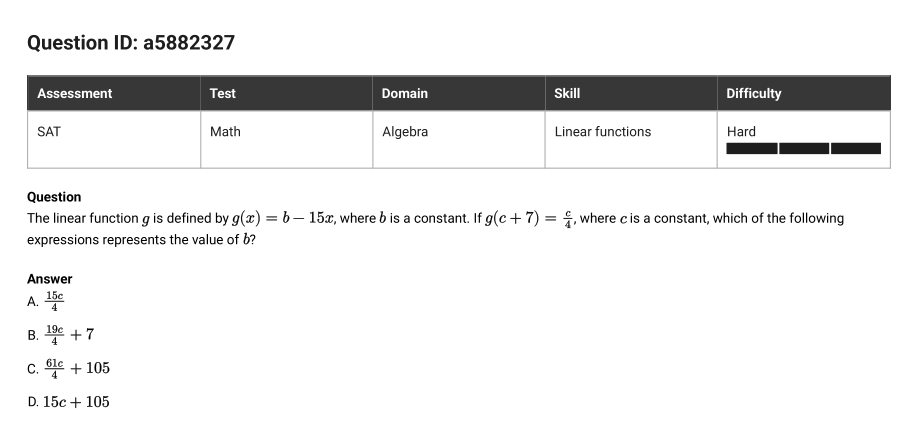 Question ID: a5882327
Assessment Test Domain Skill Difficulty
SAT Math Algebra Linear functions Hard
Question
The linear function g is defined by g(x) = b − 15x, where b is a constant. If g(c + 7) = c/4, where c is a constant, which of the following
expressions represents the value of b?
Answer
A. 15c/4
B. 19c/4 + 7
C. 61c/4 + 105
D. 15c + 105